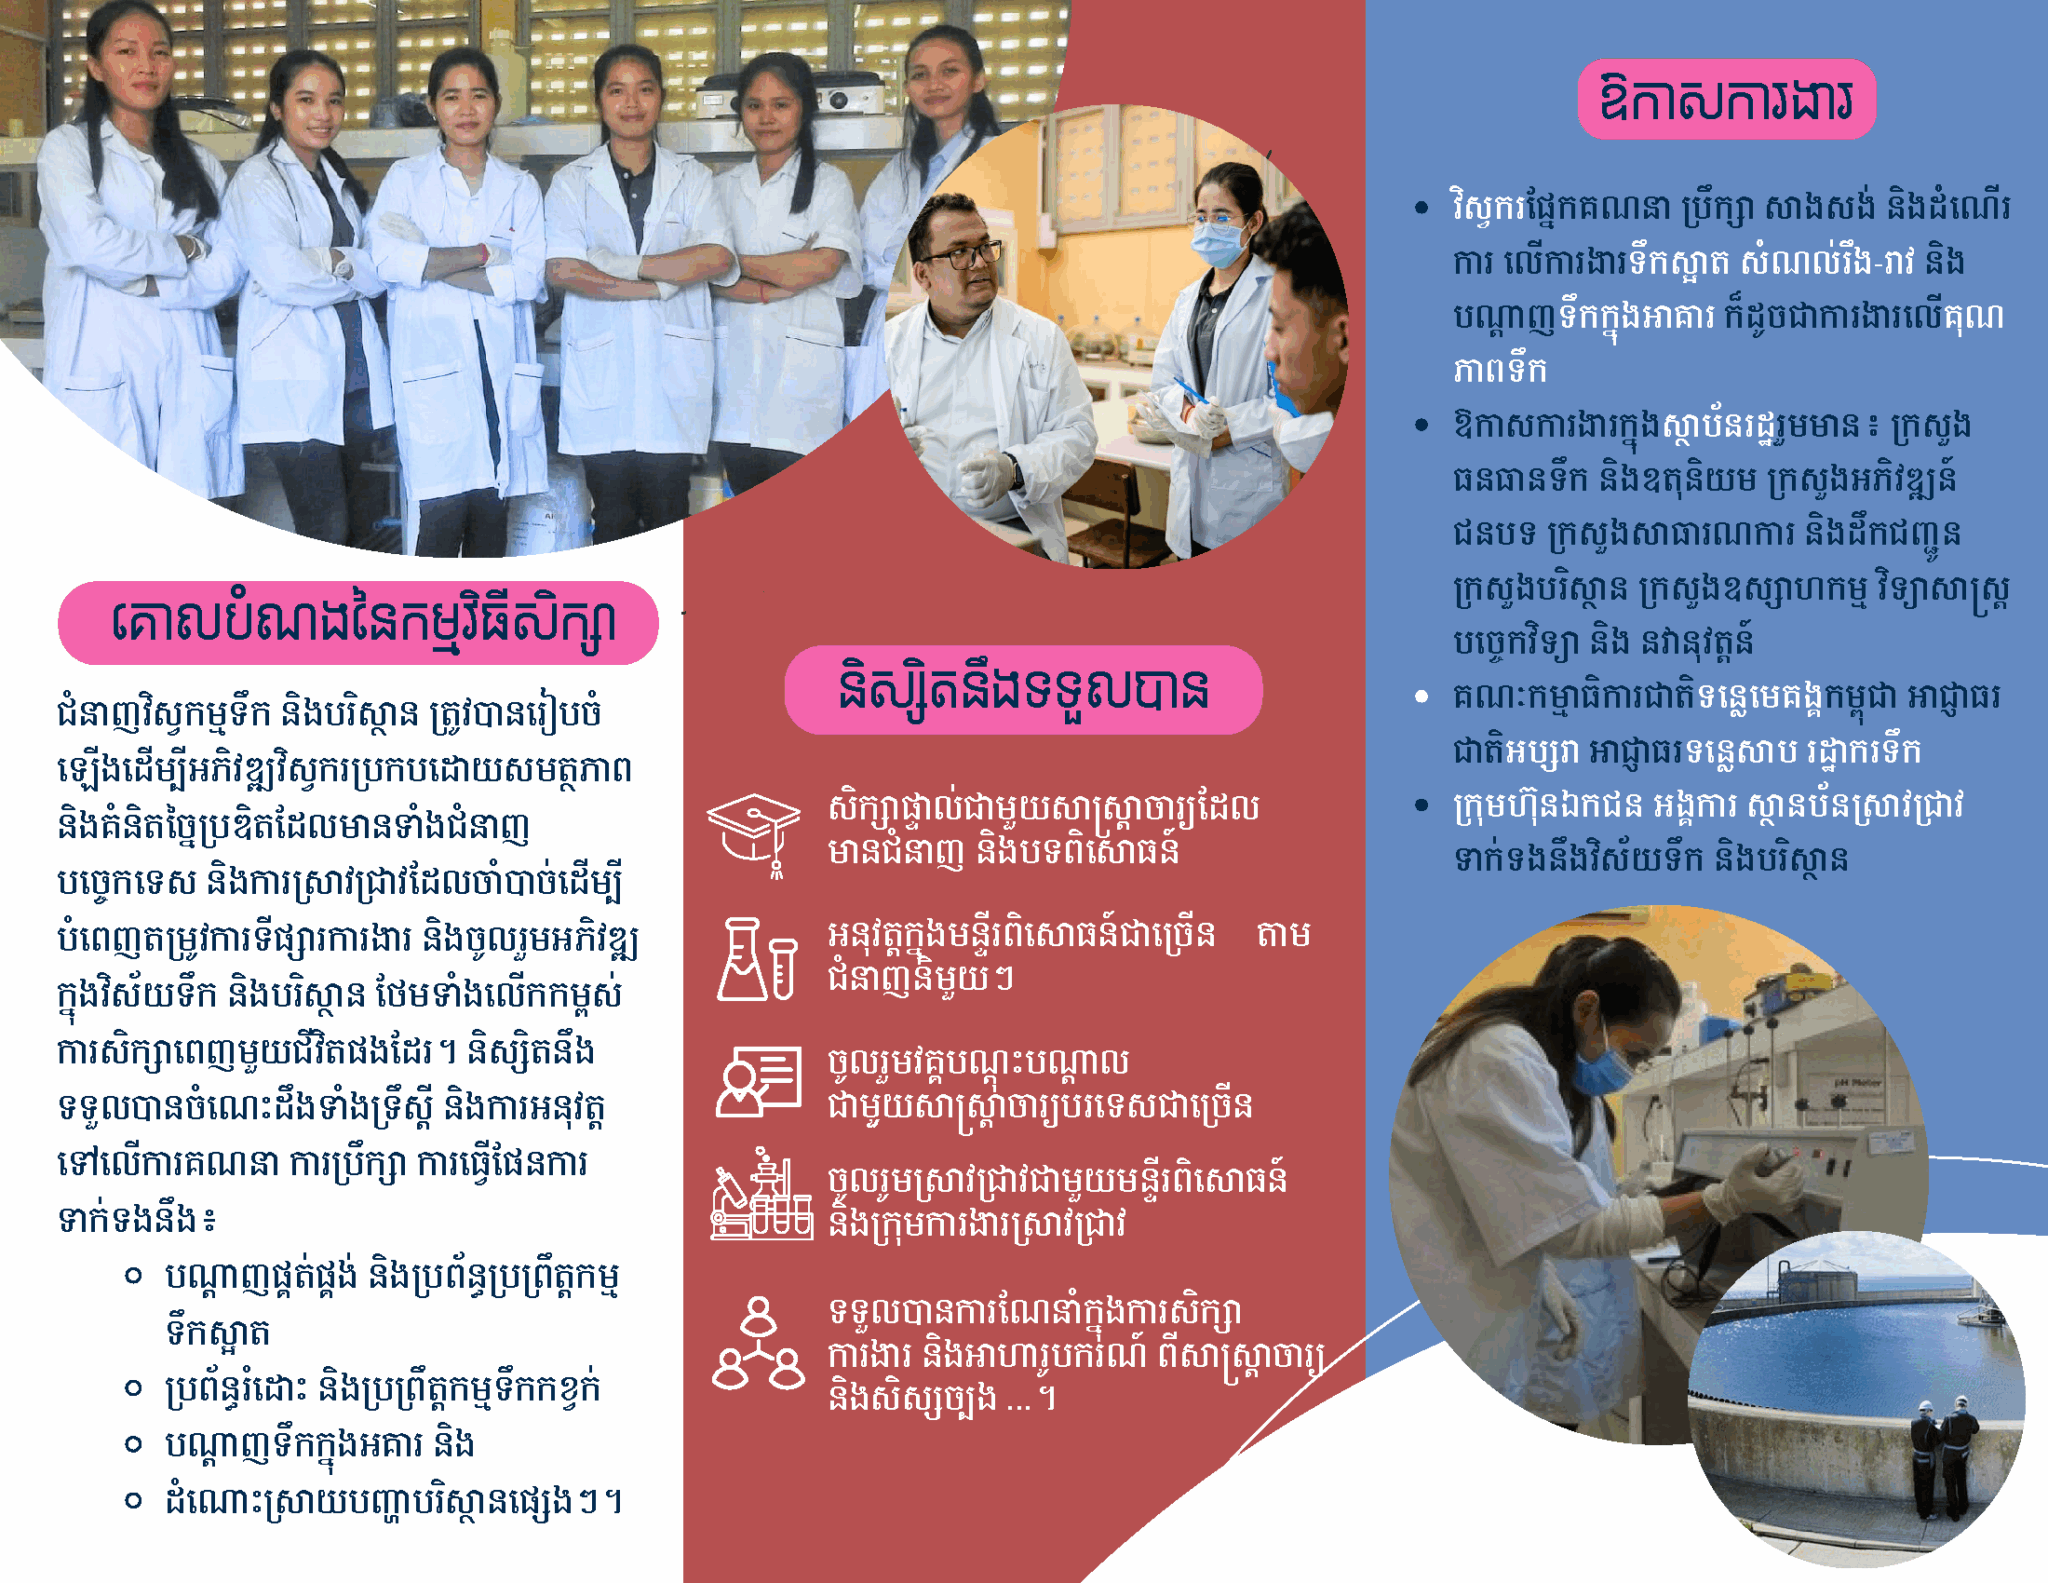 គោលបំណងនៃកម្មវិធីសិក្សា
ជំនាញវិស្វកម្មទឹក និងបរិស្ថាន ត្រូវបានរៀបចំ
ឡើងដើម្បីអភិវឌ្ឍវិស្វករប្រកបដោយសមត្ថភាព
និងគំនិតច្នៃប្រឌិតដែលមានទាំងជំនាញ
បច្ចេកទេស និងការស្រាវជ្រាវដែលចាំបាច់ដើម្បី
បំពេញតម្រូវការទីផ្សារការងារ និងចូលរួមអភិវឌ្ឍ
ក្នុងវិស័យទឹក និងបរិស្ថាន ថែមទាំងលើកកម្ពស់
ការសិក្សាពេញមួយជីវិតផងដែរ។ និស្សិតនឹង
ទទួលបានចំណេះដឹងទាំងទ្រឹស្តី និងការអនុវត្ត
ទៅលើការគណនា ការប្រឹក្សា ការធ្វើផែនការ
ទាក់ទងនឹង៖
បណ្តាញផ្គត់ផ្គង់ និងប្រព័ន្ធប្រព្រឹត្តកម្ម
ទឹកស្អាត
ប្រព័ន្ធរំដោះ និងប្រព្រឹត្តកម្មទឹកកខ្វក់
បណ្តាញទឹកក្នុងអគារ និង
ដំណោះស្រាយបញ្ហាបរិស្ថានផ្សេងៗ។
និស្សិតនឹងទទួលបាន
សិក្សាផ្ទាល់ជាមួយសាស្ត្រាចារ្យដែល
មានជំនាញ និងបទពិសោធន៍
អនុវត្តក្នុងមន្ទីរពិសោធន៍ជាច្រើន តាម
ជំនាញនិមួយៗ
ចូលរួមវគ្គបណ្តុះបណ្តាល
ជាមួយសាស្ត្រាចារ្យបរទេសជាច្រើន
ចូលរួមស្រាវជ្រាវជាមួយមន្ទីរពិសោធន៍
និងក្រុមការងារស្រាវជ្រាវ
ទទួលបានការណែនាំក្នុងការសិក្សា
ការងារ និងអាហារូបករណ៍ ពីសាស្ត្រាចារ្យ
និងសិស្សច្បង ...។
ឱកាសការងារ
វិស្វករផ្នែកគណនា ប្រឹក្សា សាងសង់ និងដំណើរ
ការ លើការងារទឹកស្អាត សំណល់រឹង-រាវ និង
បណ្តាញទឹកក្នុងអាគារ ក៏ដូចជាការងារលើគុណ
ភាពទឹក
ឱកាសការងារក្នុងស្ថាប័នរដ្ឋរួមមាន៖ ក្រសួង
ធនធានទឹក និងឧតុនិយម ក្រសួងអភិវឌ្ឍន៍
ជនបទ ក្រសួងសាធារណការ និងដឹកជញ្ជូន
ក្រសួងបរិស្ថាន ក្រសួងឧស្សាហកម្ម វិទ្យាសាស្ត្រ
បច្ចេកវិទ្យា និង នវានុវត្តន៍
គណៈកម្មាធិការជាតិទន្លេមេគង្គកម្ពុជា អាជ្ញាធរ
ជាតិអប្សរា អាជ្ញាធរទន្លេសាប រដ្ឋាករទឹក
ក្រុមហ៊ុនឯកជន អង្គការ ស្ថានប័នស្រាវជ្រាវ
ទាក់ទងនឹងវិស័យទឹក និងបរិស្ថាន
pH Meter